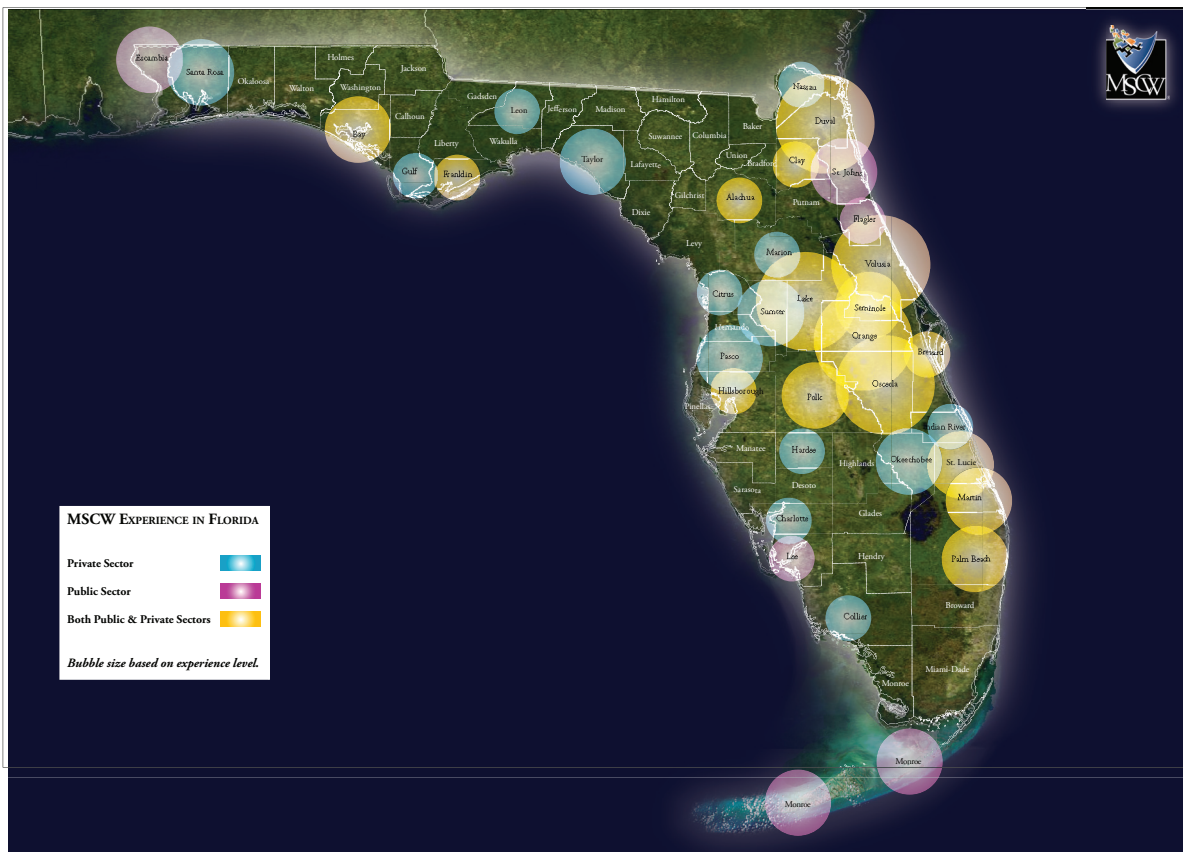 MSCW
Escambia
Santa Rosa
Okaloosa
Holmes
Walton
Washington
Jackson
Bay
Calhoun
Gulf
Liberty
Franklin
Gadsden
Leon
Wakulla
Jefferson
Madison
Taylor
Hamilton
Suwannee
Lafayette
Columbia
Dixie
Gilchrist
Union
Bradford
Baker
Nassau
Duval
Clay
St. Johns
Alachua
Putnam
Flagler
Levy
Marion
Volusia
Citrus
Sumter
Lake
Seminole
Hernando
Orange
Pasco
Brevard
Hillsborough
Osceola
Pinellas
Polk
Indian River
Manatee
Hardee
Highlands
Okeechobee
St. Lucie
Sarasota
Desoto
Martin
Charlotte
Glades
Lee
Hendry
Palm Beach
Collier
Broward
Monroe
Miami-Dade
Monroe
Monroe
MSCW EXPERIENCE IN FLORIDA
Private Sector
Public Sector
Both Public & Private Sectors
Bubble size based on experience level.